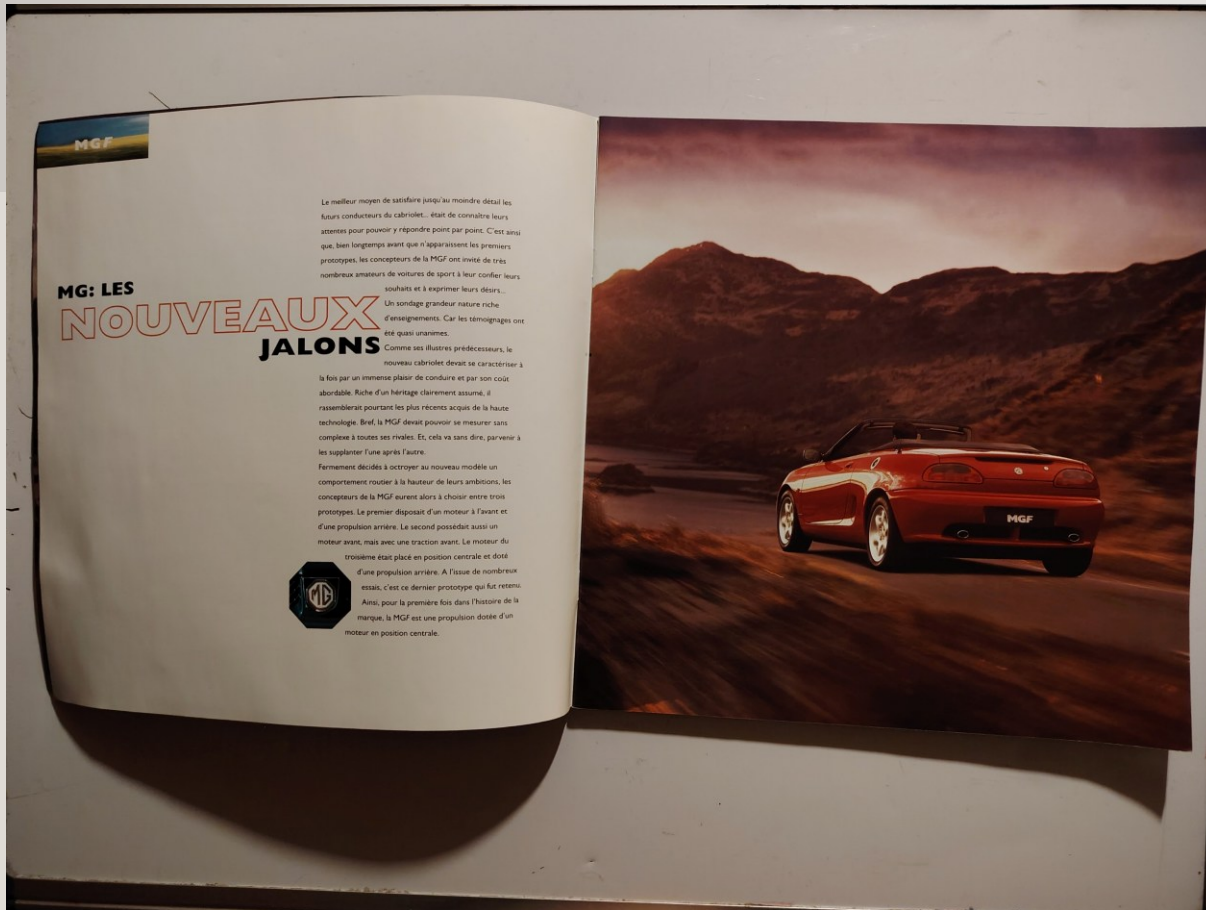 MGF
MG: LES
NOUVEAUX
JALONS
Le meilleur moyen de satisfaire jusqu'au moindre détail les
futurs conducteurs du cabriolet... était de connaître leurs
attentes pour pouvoir y répondre point par point. C'est ainsi
que, bien longtemps avant que n'apparaissent les premiers
prototypes, les concepteurs de la MGF ont invité de très
nombreux amateurs de voitures de sport à leur confier leurs
souhaits et à exprimer leurs désirs...
Un sondage grandeur nature riche
d'enseignements. Car les témoignages ont
été quasi unanimes.
Comme ses illustres prédécesseurs, le
nouveau cabriolet devait se caractériser à
la fois par un immense plaisir de conduire et par son coût
abordable. Riche d'un héritage clairement assumé, il
rassemblerait pourtant les plus récents acquis de la haute
technologie. Bref, la MGF devait pouvoir se mesurer sans
complexe à toutes ses rivales. Et, cela va sans dire, parvenir à
les supplanter l'une après l'autre.
Fermement décidés à octroyer au nouveau modèle un
comportement routier à la hauteur de leurs ambitions, les
concepteurs de la MGF eurent alors à choisir entre trois
prototypes. Le premier disposait d'un moteur à l'avant et
d'une propulsion arrière. Le second possédait aussi un
moteur avant, mais avec une traction avant. Le moteur du
troisième était placé en position centrale et doté
d'une propulsion arrière. A l'issue de nombreux
essais, c'est ce dernier prototype qui fut retenu.
Ainsi, pour la première fois dans l'histoire de la
marque, la MGF est une propulsion dotée d'un
moteur en position centrale.
MG
MGF